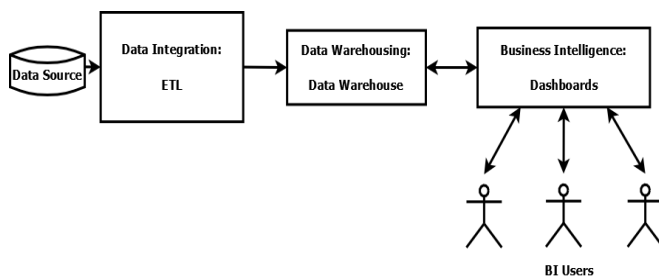 Data Source
Data Integration:
ETL
Data Warehousing:
Data Warehouse
Business Intelligence:
Dashboards
BI Users